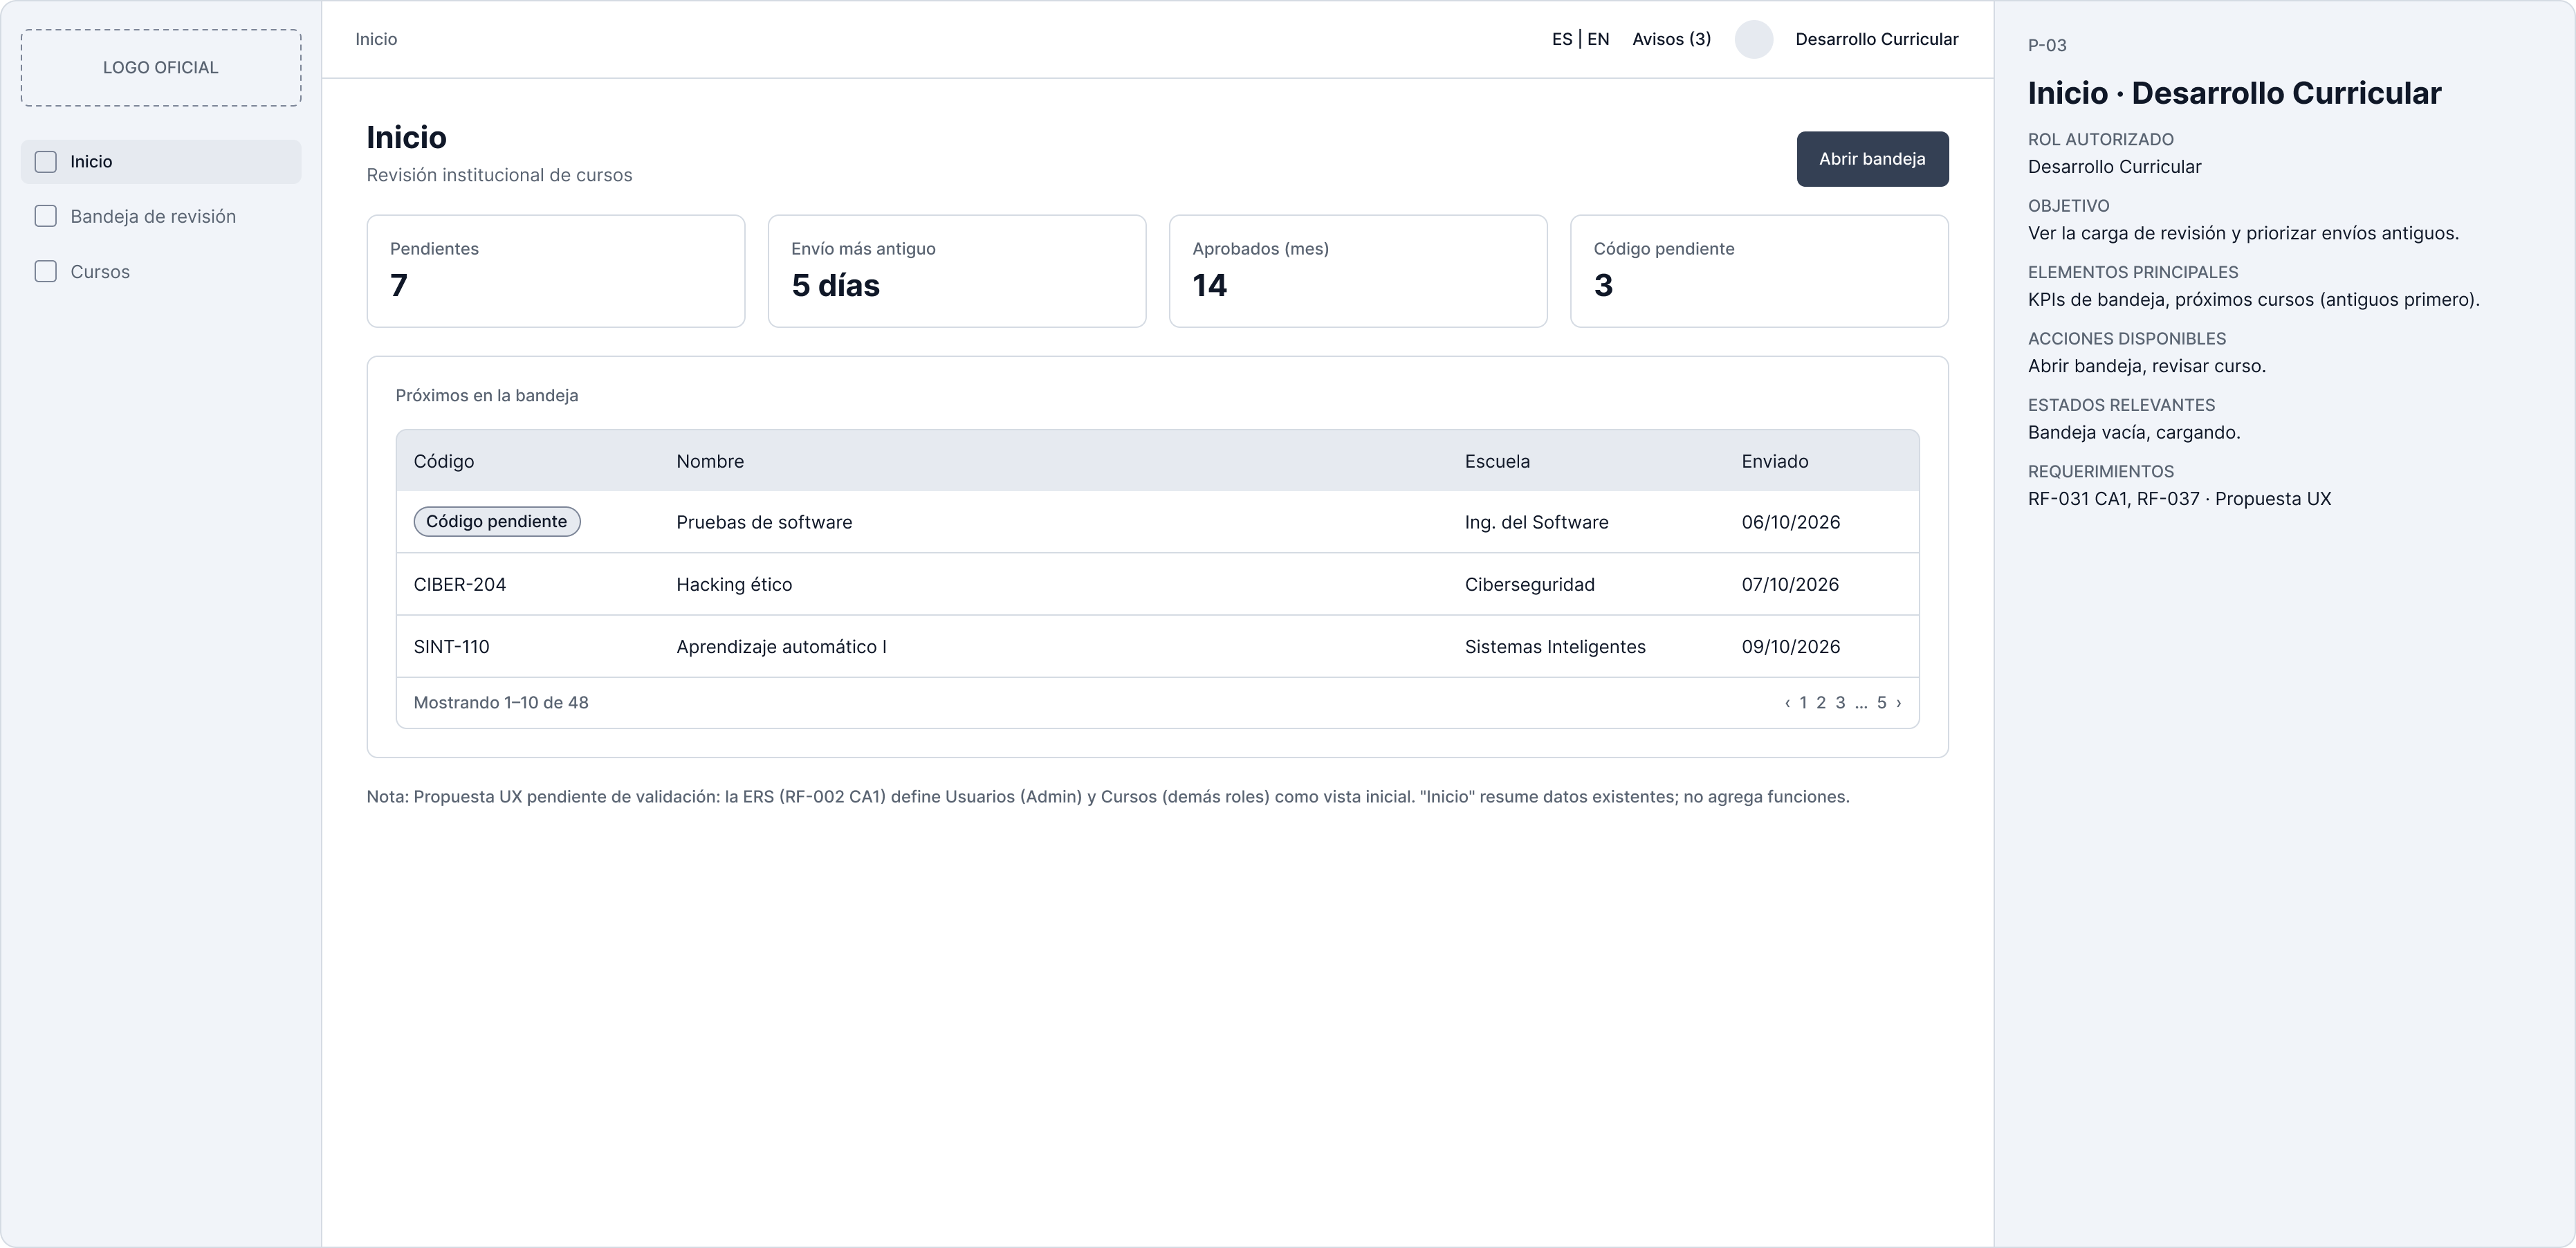 LOGO OFICIAL
Inicio
Bandeja de revisión
Cursos
Inicio
ES | EN
Avisos (3)
Desarrollo Curricular
Inicio
Revisión institucional de cursos
Abrir bandeja
Pendientes
7
Envío más antiguo
5 días
Aprobados (mes)
14
Código pendiente
3
Próximos en la bandeja
Código Nombre Escuela Enviado
Código pendiente Pruebas de software Ing. del Software 06/10/2026
CIBER-204 Hacking ético Ciberseguridad 07/10/2026
SINT-110 Aprendizaje automático I Sistemas Inteligentes 09/10/2026
Mostrando 1–10 de 48 ‹ 1 2 3 ... 5 ›
Nota: Propuesta UX pendiente de validación: la ERS (RF-002 CA1) define Usuarios (Admin) y Cursos (demás roles) como vista inicial. "Inicio" resume datos existentes; no agrega funciones.
P-03
Inicio · Desarrollo Curricular
ROL AUTORIZADO
Desarrollo Curricular
OBJETIVO
Ver la carga de revisión y priorizar envíos antiguos.
ELEMENTOS PRINCIPALES
KPIs de bandeja, próximos cursos (antiguos primero).
ACCIONES DISPONIBLES
Abrir bandeja, revisar curso.
ESTADOS RELEVANTES
Bandeja vacía, cargando.
REQUERIMIENTOS
RF-031 CA1, RF-037 · Propuesta UX